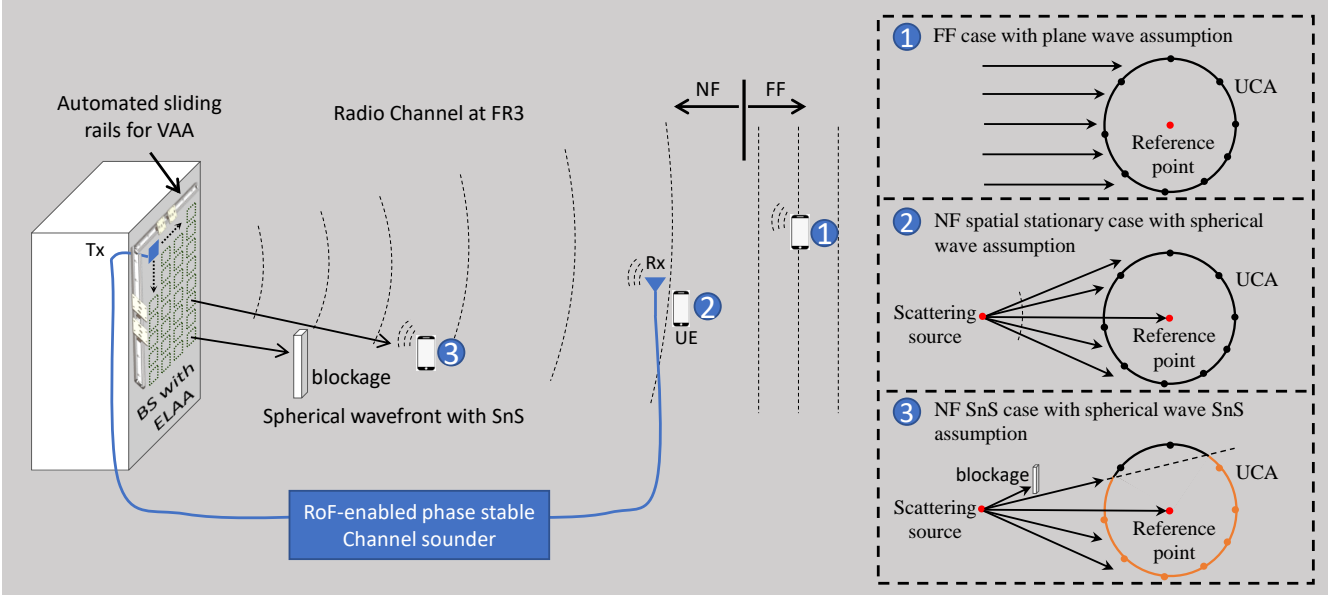 Automated sliding
rails for VAA
Radio Channel at FR3
NF
FF
Tx
Rx
1
2
UE
3
blockage
BS with
ELAA
Spherical wavefront with SnS
RoF-enabled phase stable
Channel sounder
1 FF case with plane wave assumption
UCA
Reference
point
2 NF spatial stationary case with spherical
wave assumption
UCA
Scattering
source
Reference
point
3 NF SnS case with spherical wave SnS
assumption
blockage
UCA
Scattering
source
Reference
point